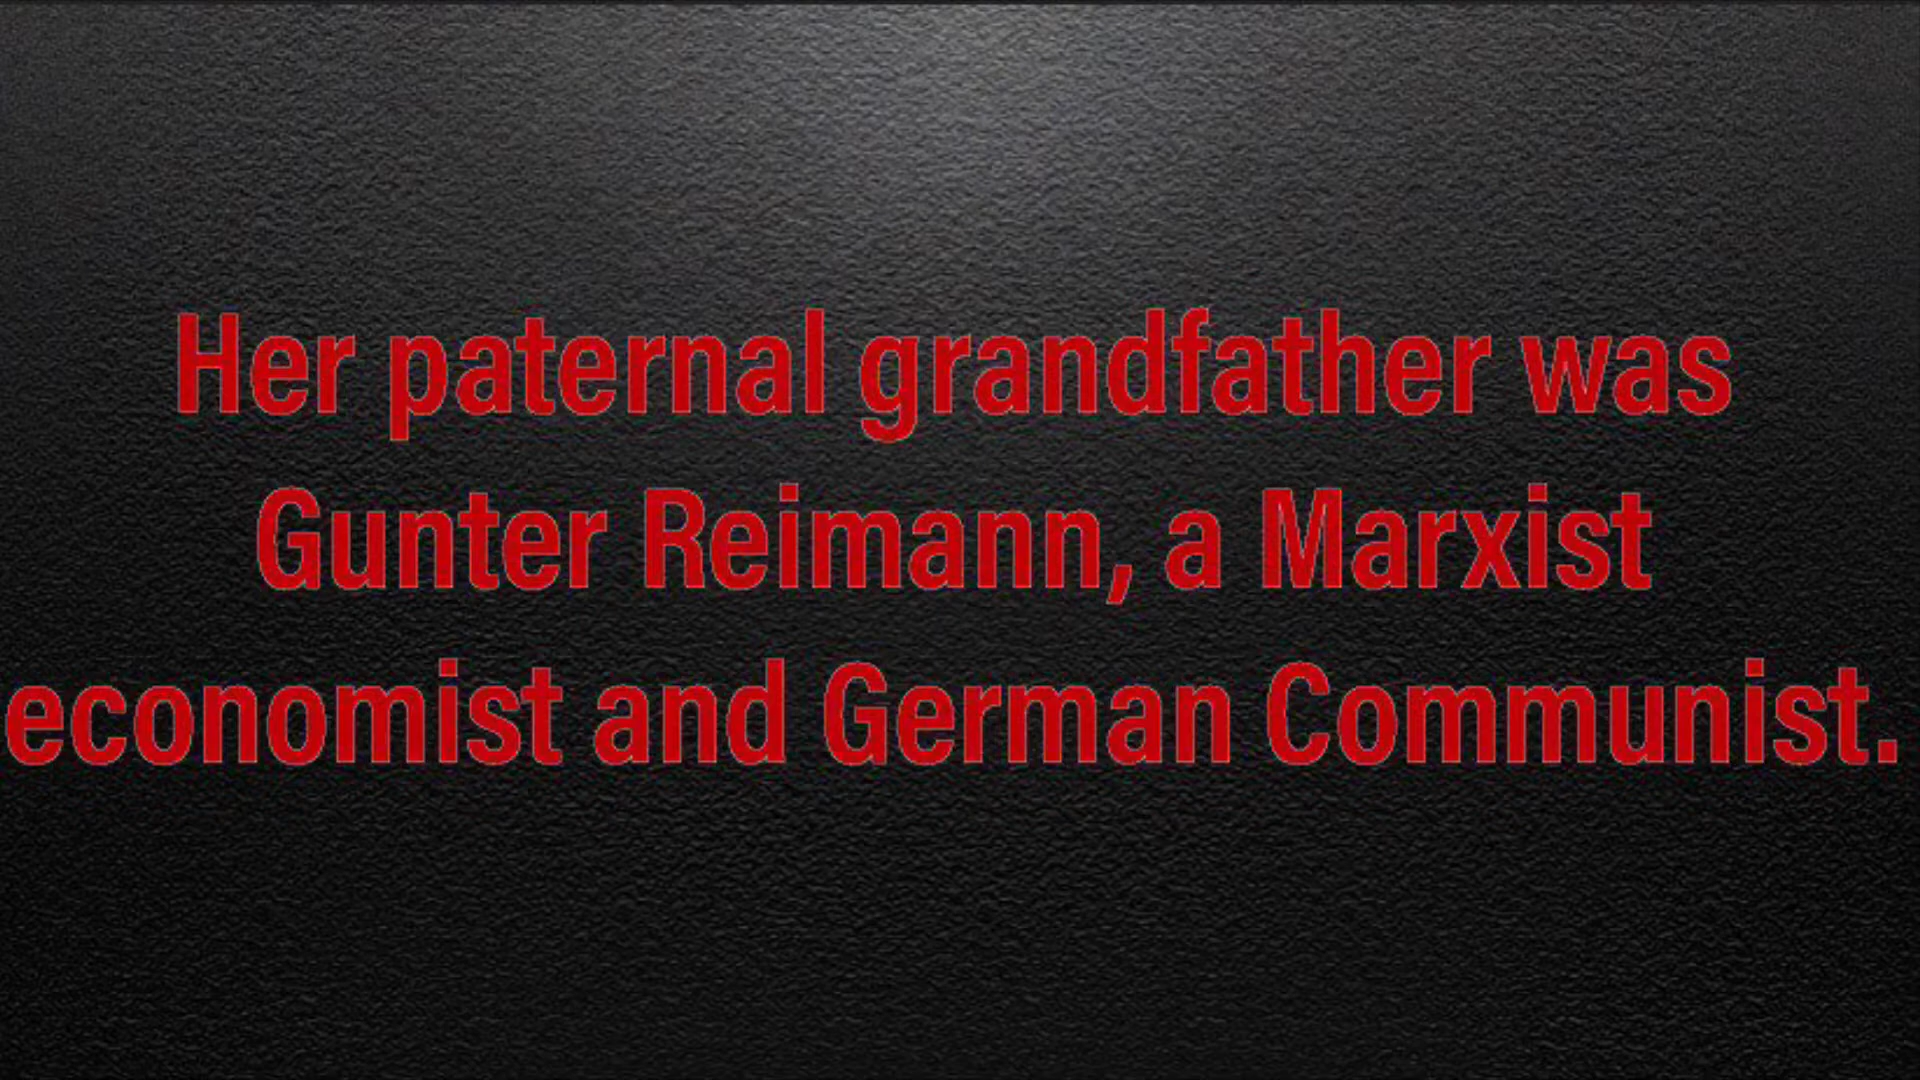 Her paternal grandfather was
Gunter Reimann, a Marxist
economist and German Communist.